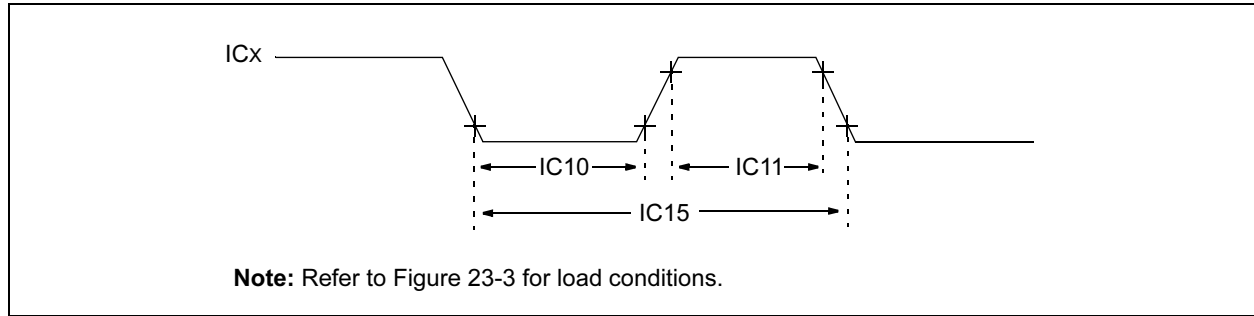 ICx
IC10
IC11
IC15
Note: Refer to Figure 23-3 for load conditions.